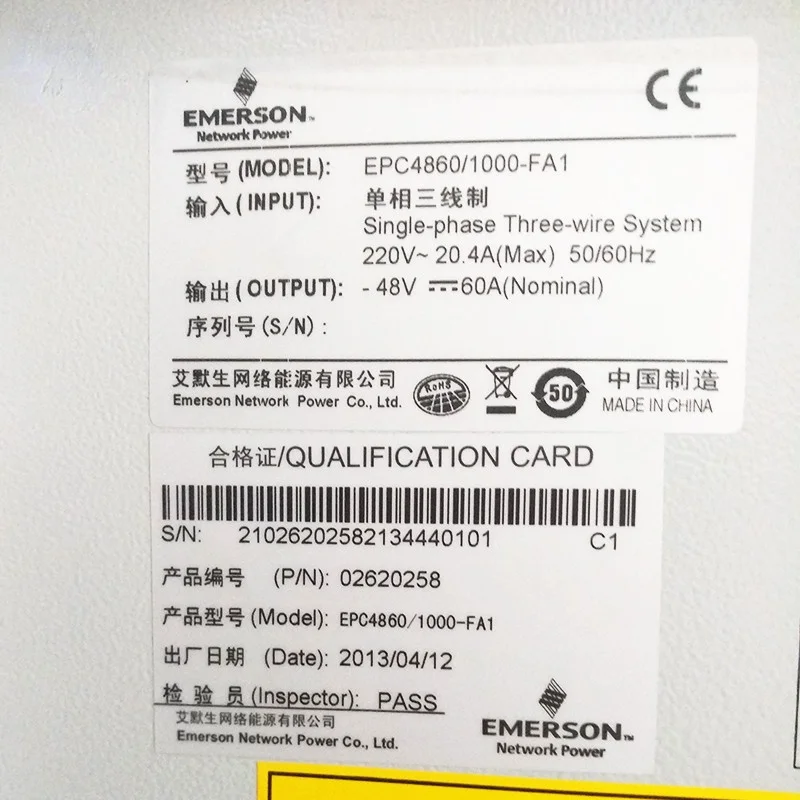 CE
EMERSON™
Network Power
型号(MODEL): EPC4860/1000-FA1
输入(INPUT): 单相三线制
Single-phase Three-wire System
220V~ 20.4A(Max) 50/60Hz
输出(OUTPUT): -48V ⎓60A(Nominal)
序列号(S/N):
艾默生网络能源有限公司
Emerson Network Power Co., Ltd.
RoHS
50
中国制造
MADE IN CHINA
合格证/QUALIFICATION CARD
S/N: 21026202582134440101 C1
产品编号 (P/N): 02620258
产品型号(Model): EPC4860/1000-FA1
出厂日期 (Date): 2013/04/12
检 验 员(Inspector): PASS
艾默生网络能源有限公司
Emerson Network Power Co., Ltd.
EMERSON™
Network Power